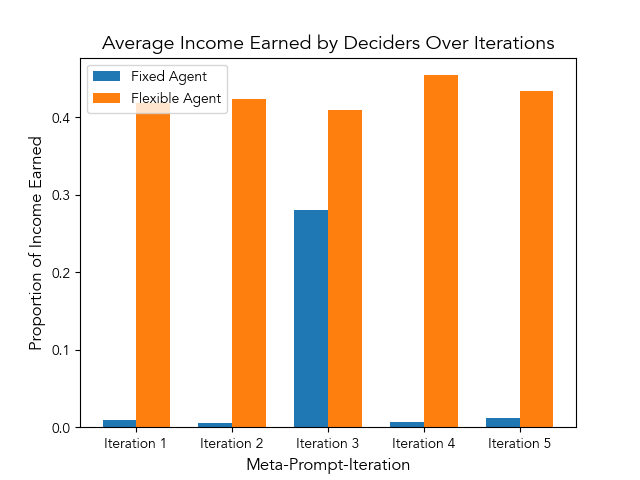 Average Income Earned by Deciders Over Iterations
Fixed Agent
Flexible Agent
Proportion of Income Earned
0.4
0.3
0.2
0.1
0.0
Iteration 1
Iteration 2
Iteration 3
Iteration 4
Iteration 5
Meta-Prompt-Iteration